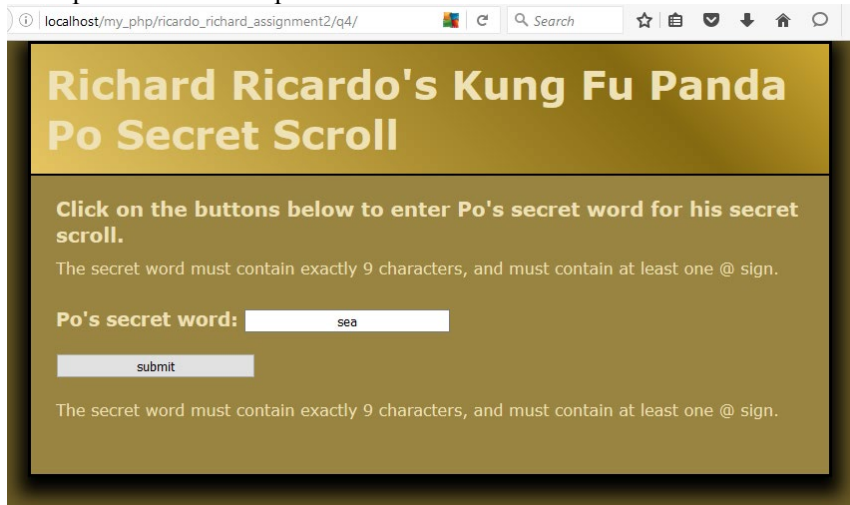 localhost/my_php/ricardo_richard_assignment2/q4/ Search
Richard Ricardo's Kung Fu Panda
Po Secret Scroll
Click on the buttons below to enter Po's secret word for his secret
scroll.
The secret word must contain exactly 9 characters, and must contain at least one @ sign.
Po's secret word: sea
submit
The secret word must contain exactly 9 characters, and must contain at least one @ sign.